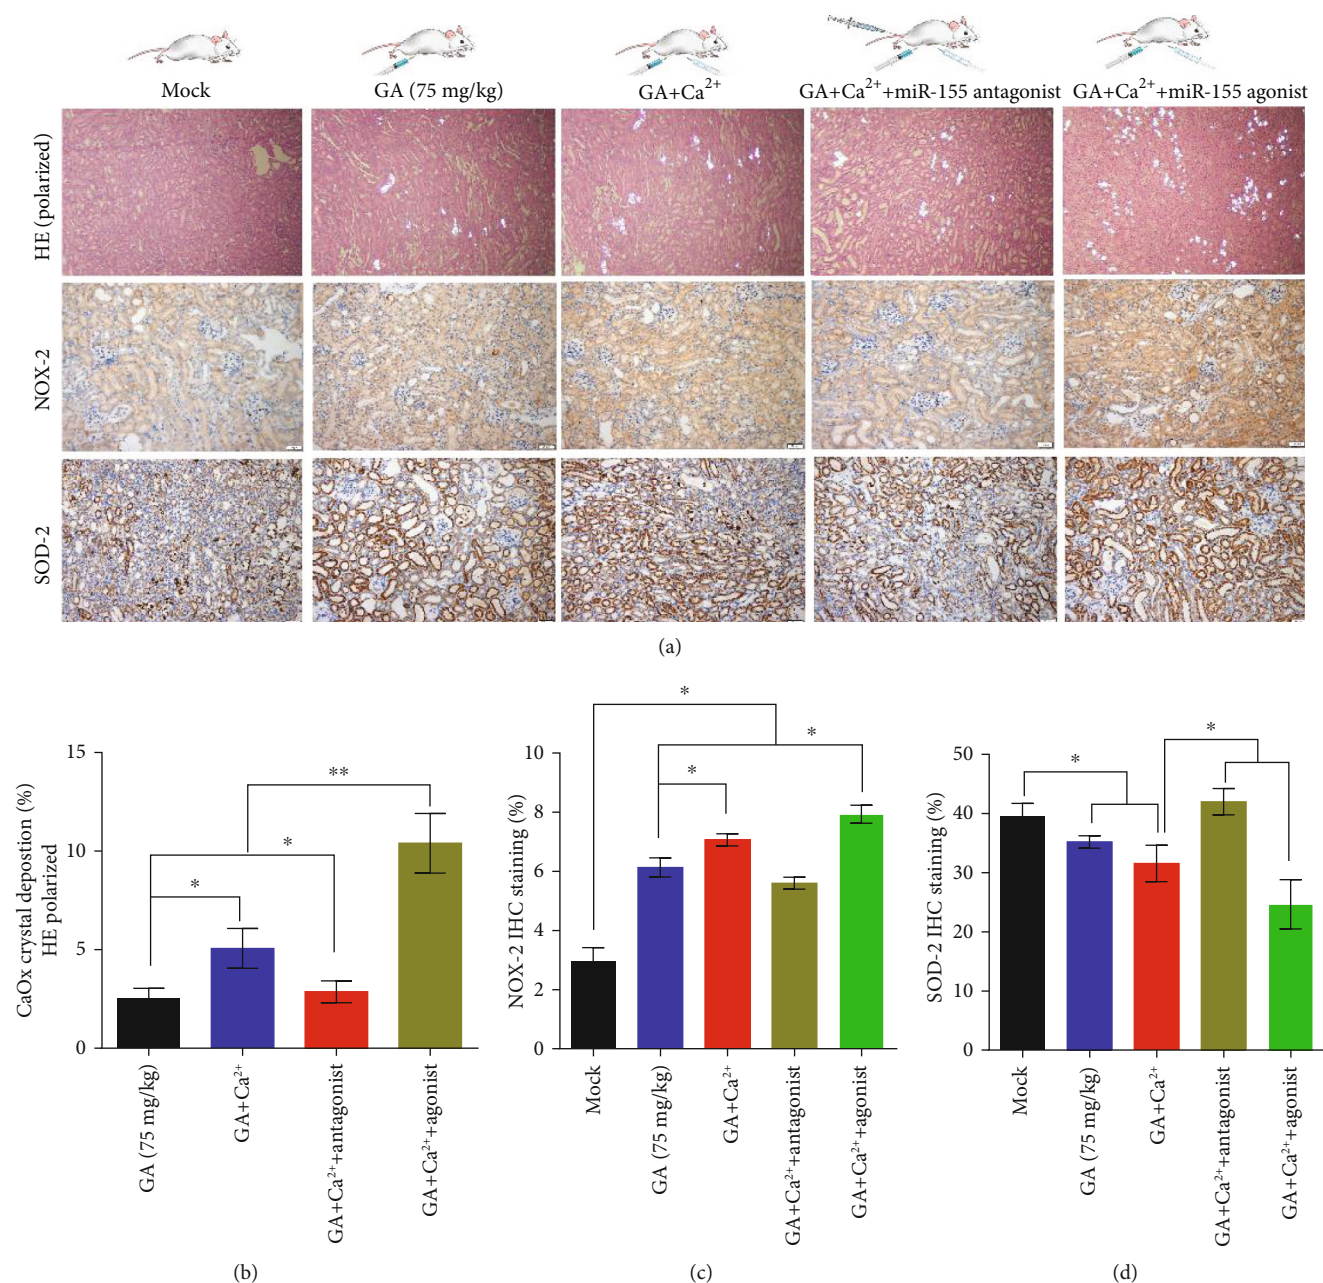 Mock
GA (75 mg/kg)
GA+Ca²⁺
GA+Ca²⁺+miR-155 antagonist
GA+Ca²⁺+miR-155 agonist
HE (polarized)
NOX-2
SOD-2
(a)
CaOx crystal depostion (%)
HE polarized
15
10
5
0
*
*
**
GA (75 mg/kg)
GA+Ca²⁺
GA+Ca²⁺+antagonist
GA+Ca²⁺+agonist
(b)
NOX-2 IHC staining (%)
10
8
6
4
2
0
*
*
*
Mock
GA (75 mg/kg)
GA+Ca²⁺
GA+Ca²⁺+antagonist
GA+Ca²⁺+agonist
(c)
SOD-2 IHC staining (%)
50
40
30
20
10
0
*
*
Mock
GA (75 mg/kg)
GA+Ca²⁺
GA+Ca²⁺+antagonist
GA+Ca²⁺+agonist
(d)